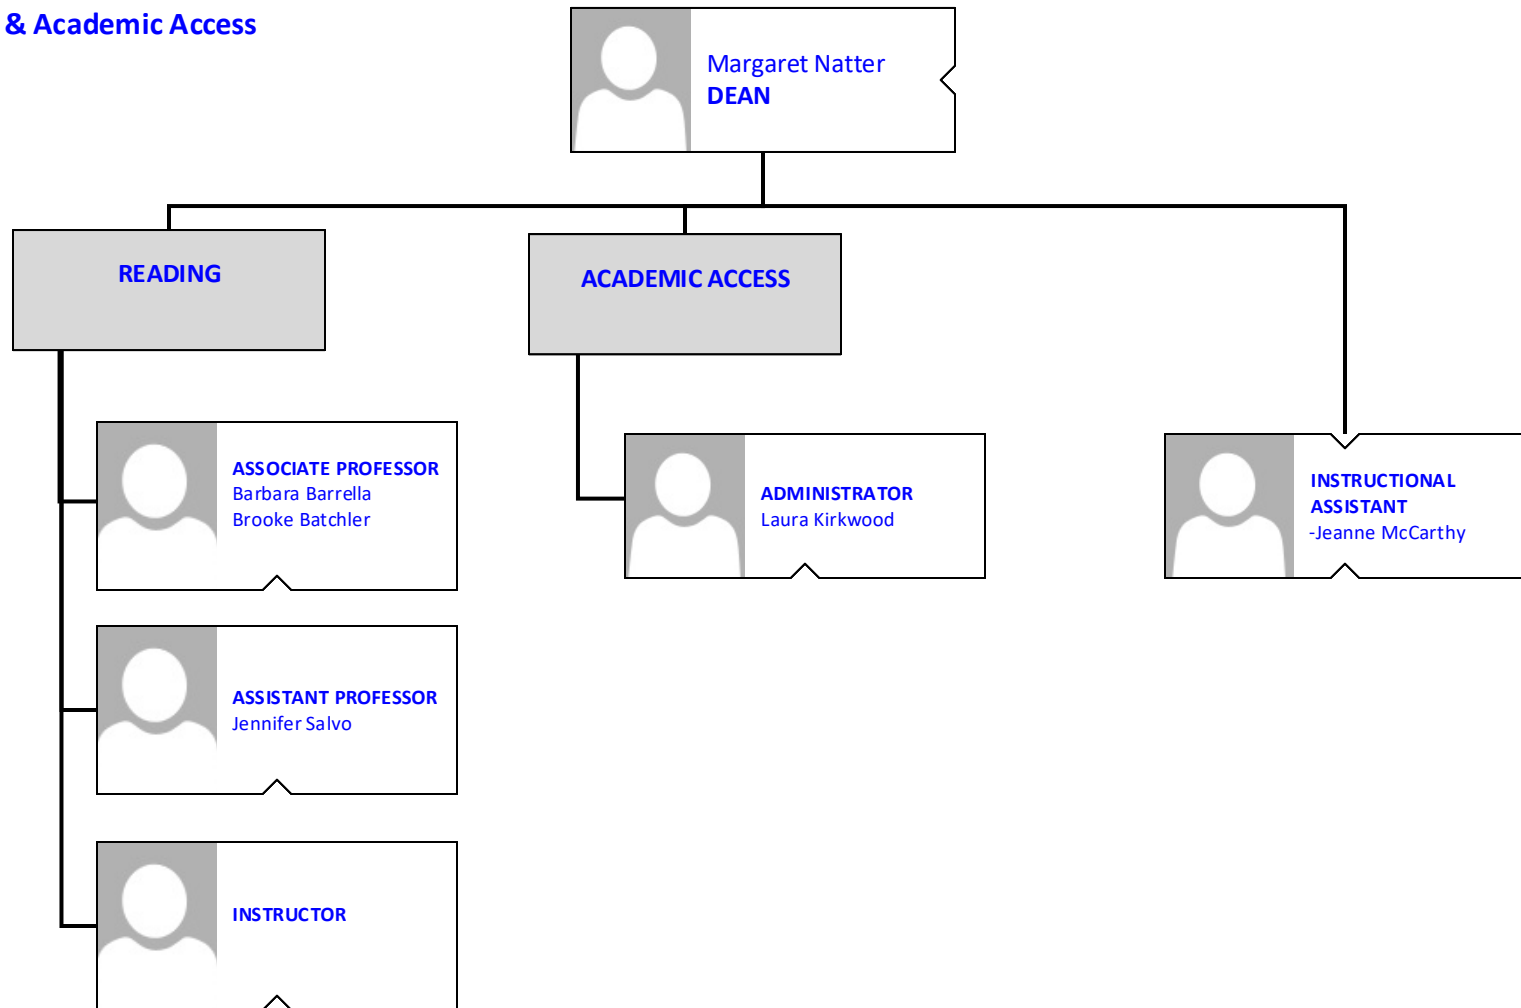 & Academic Access
Margaret Natter
DEAN
READING
ACADEMIC ACCESS
ASSOCIATE PROFESSOR
Barbara Barrella
Brooke Batchler
ADMINISTRATOR
Laura Kirkwood
INSTRUCTIONAL
ASSISTANT
-Jeanne McCarthy
ASSISTANT PROFESSOR
Jennifer Salvo
INSTRUCTOR